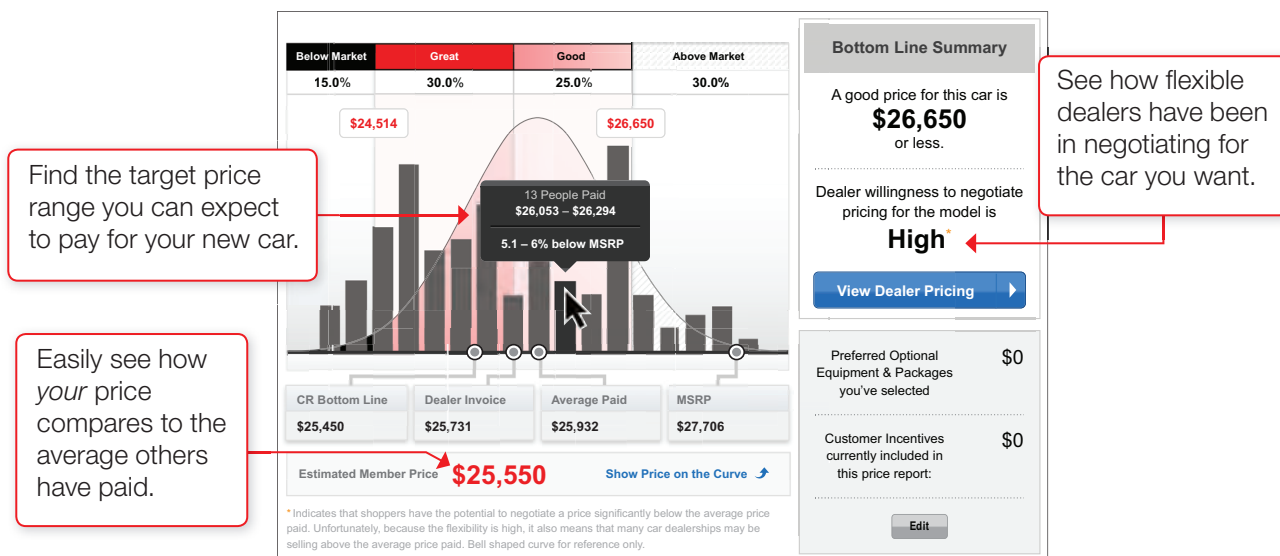 Below Market Great Good Above Market
15.0% 30.0% 25.0% 30.0%
$24,514
$26,650
13 People Paid
$26,053 – $26,294
5.1 – 6% below MSRP
Find the target price
range you can expect
to pay for your new car.
Easily see how
your price
compares to the
average others
have paid.
CR Bottom Line Dealer Invoice Average Paid MSRP
$25,450 $25,731 $25,932 $27,706
Estimated Member Price $25,550 Show Price on the Curve
* Indicates that shoppers have the potential to negotiate a price significantly below the average price
paid. Unfortunately, because the flexibility is high, it also means that many car dealerships may be
selling above the average price paid. Bell shaped curve for reference only.
Bottom Line Summary
A good price for this car is
$26,650
or less.
Dealer willingness to negotiate
pricing for the model is
High*
View Dealer Pricing
Preferred Optional $0
Equipment & Packages
you've selected
Customer Incentives $0
currently included in
this price report:
Edit
See how flexible
dealers have been
in negotiating for
the car you want.